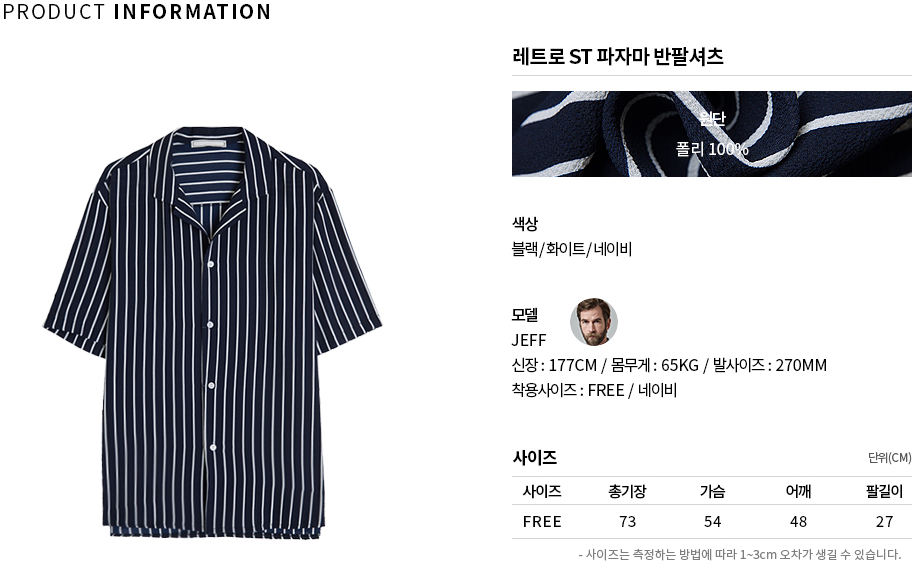 PRODUCT INFORMATION
레트로 ST 파자마 반팔셔츠
원단
폴리 100%
색상
블랙/화이트/네이비
모델
JEFF
신장 : 177CM / 몸무게 : 65KG / 발사이즈 : 270MM
착용사이즈 : FREE / 네이비
사이즈 단위(CM)
사이즈 총기장 가슴 어깨 팔길이
FREE 73 54 48 27
- 사이즈는 측정하는 방법에 따라 1~3cm 오차가 생길 수 있습니다.